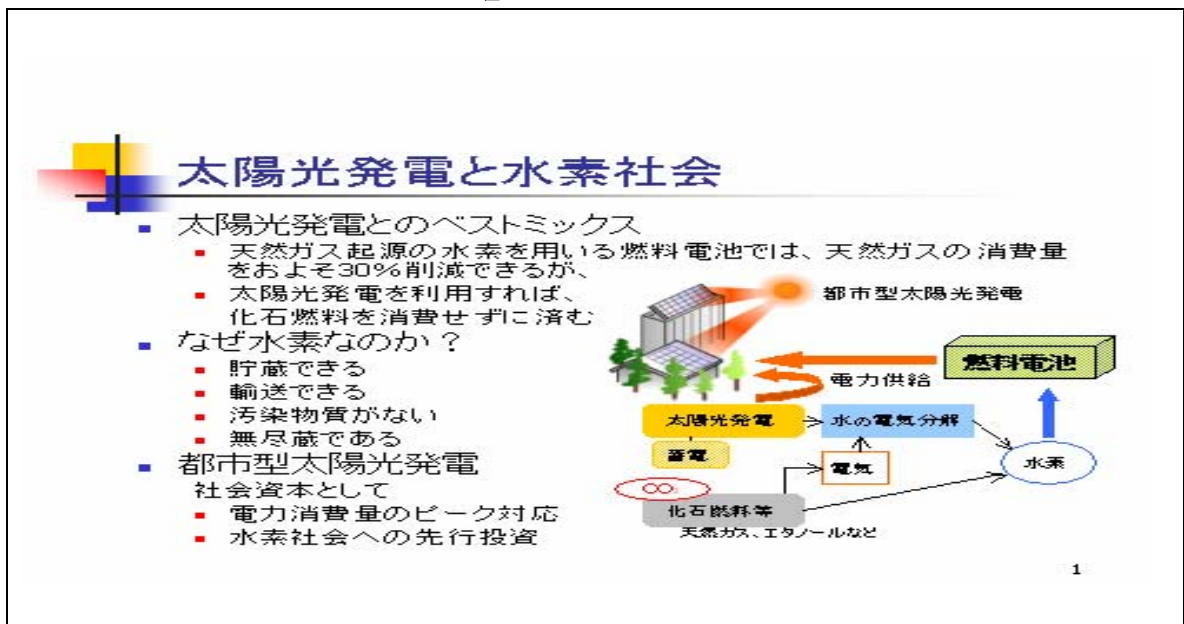 太陽光発電と水素社会
太陽光発電とのベストミックス
天然ガス起源の水素を用いる燃料電池では、天然ガスの消費量
をおよそ30%削減できるが、
太陽光発電を利用すれば、
化石燃料を消費せずに済む
なぜ水素なのか？
貯蔵できる
輸送できる
汚染物質がない
無尽蔵である
都市型太陽光発電
社会資本として
電力消費量のピーク対応
水素社会への先行投資
都市型太陽光発電
燃料電池
電力供給
太陽光発電
水の電気分解
蓄電
電気
水素
CO2
化石燃料等
天然ガス、エタノールなど
1